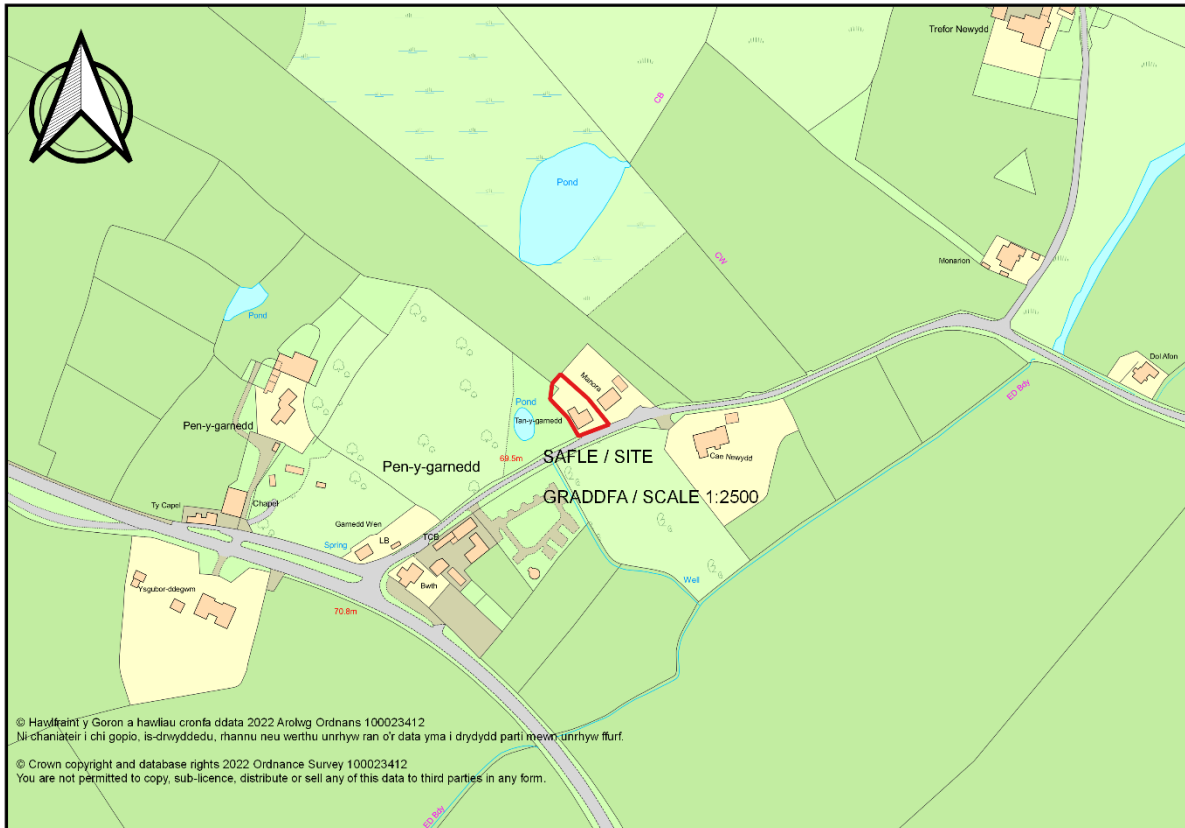 Trefor Newydd
CB
Pond
CW
Monarion
Pond
Dol Afon
ED Bdy
Manora
Pond
Tan-y-garnedd
Pen-y-garnedd
Cae Newydd
69.5m
SAFLE / SITE
Pen-y-garnedd
GRADDFA / SCALE 1:2500
Ty Capel
Chapel
Garnedd Wen
LB
TCB
Spring
Well
Bwth
Ysgubor-ddegwm
70.8m
© Hawlfraint y Goron a hawliau cronfa ddata 2022 Arolwg Ordnans 100023412
Ni chaniateir i chi gopio, is-drwyddedu, rhannu neu werthu unrhyw ran o'r data yma i drydydd parti mewn unrhyw ffurf.
© Crown copyright and database rights 2022 Ordnance Survey 100023412
You are not permitted to copy, sub-licence, distribute or sell any of this data to third parties in any form.
ED Bdy